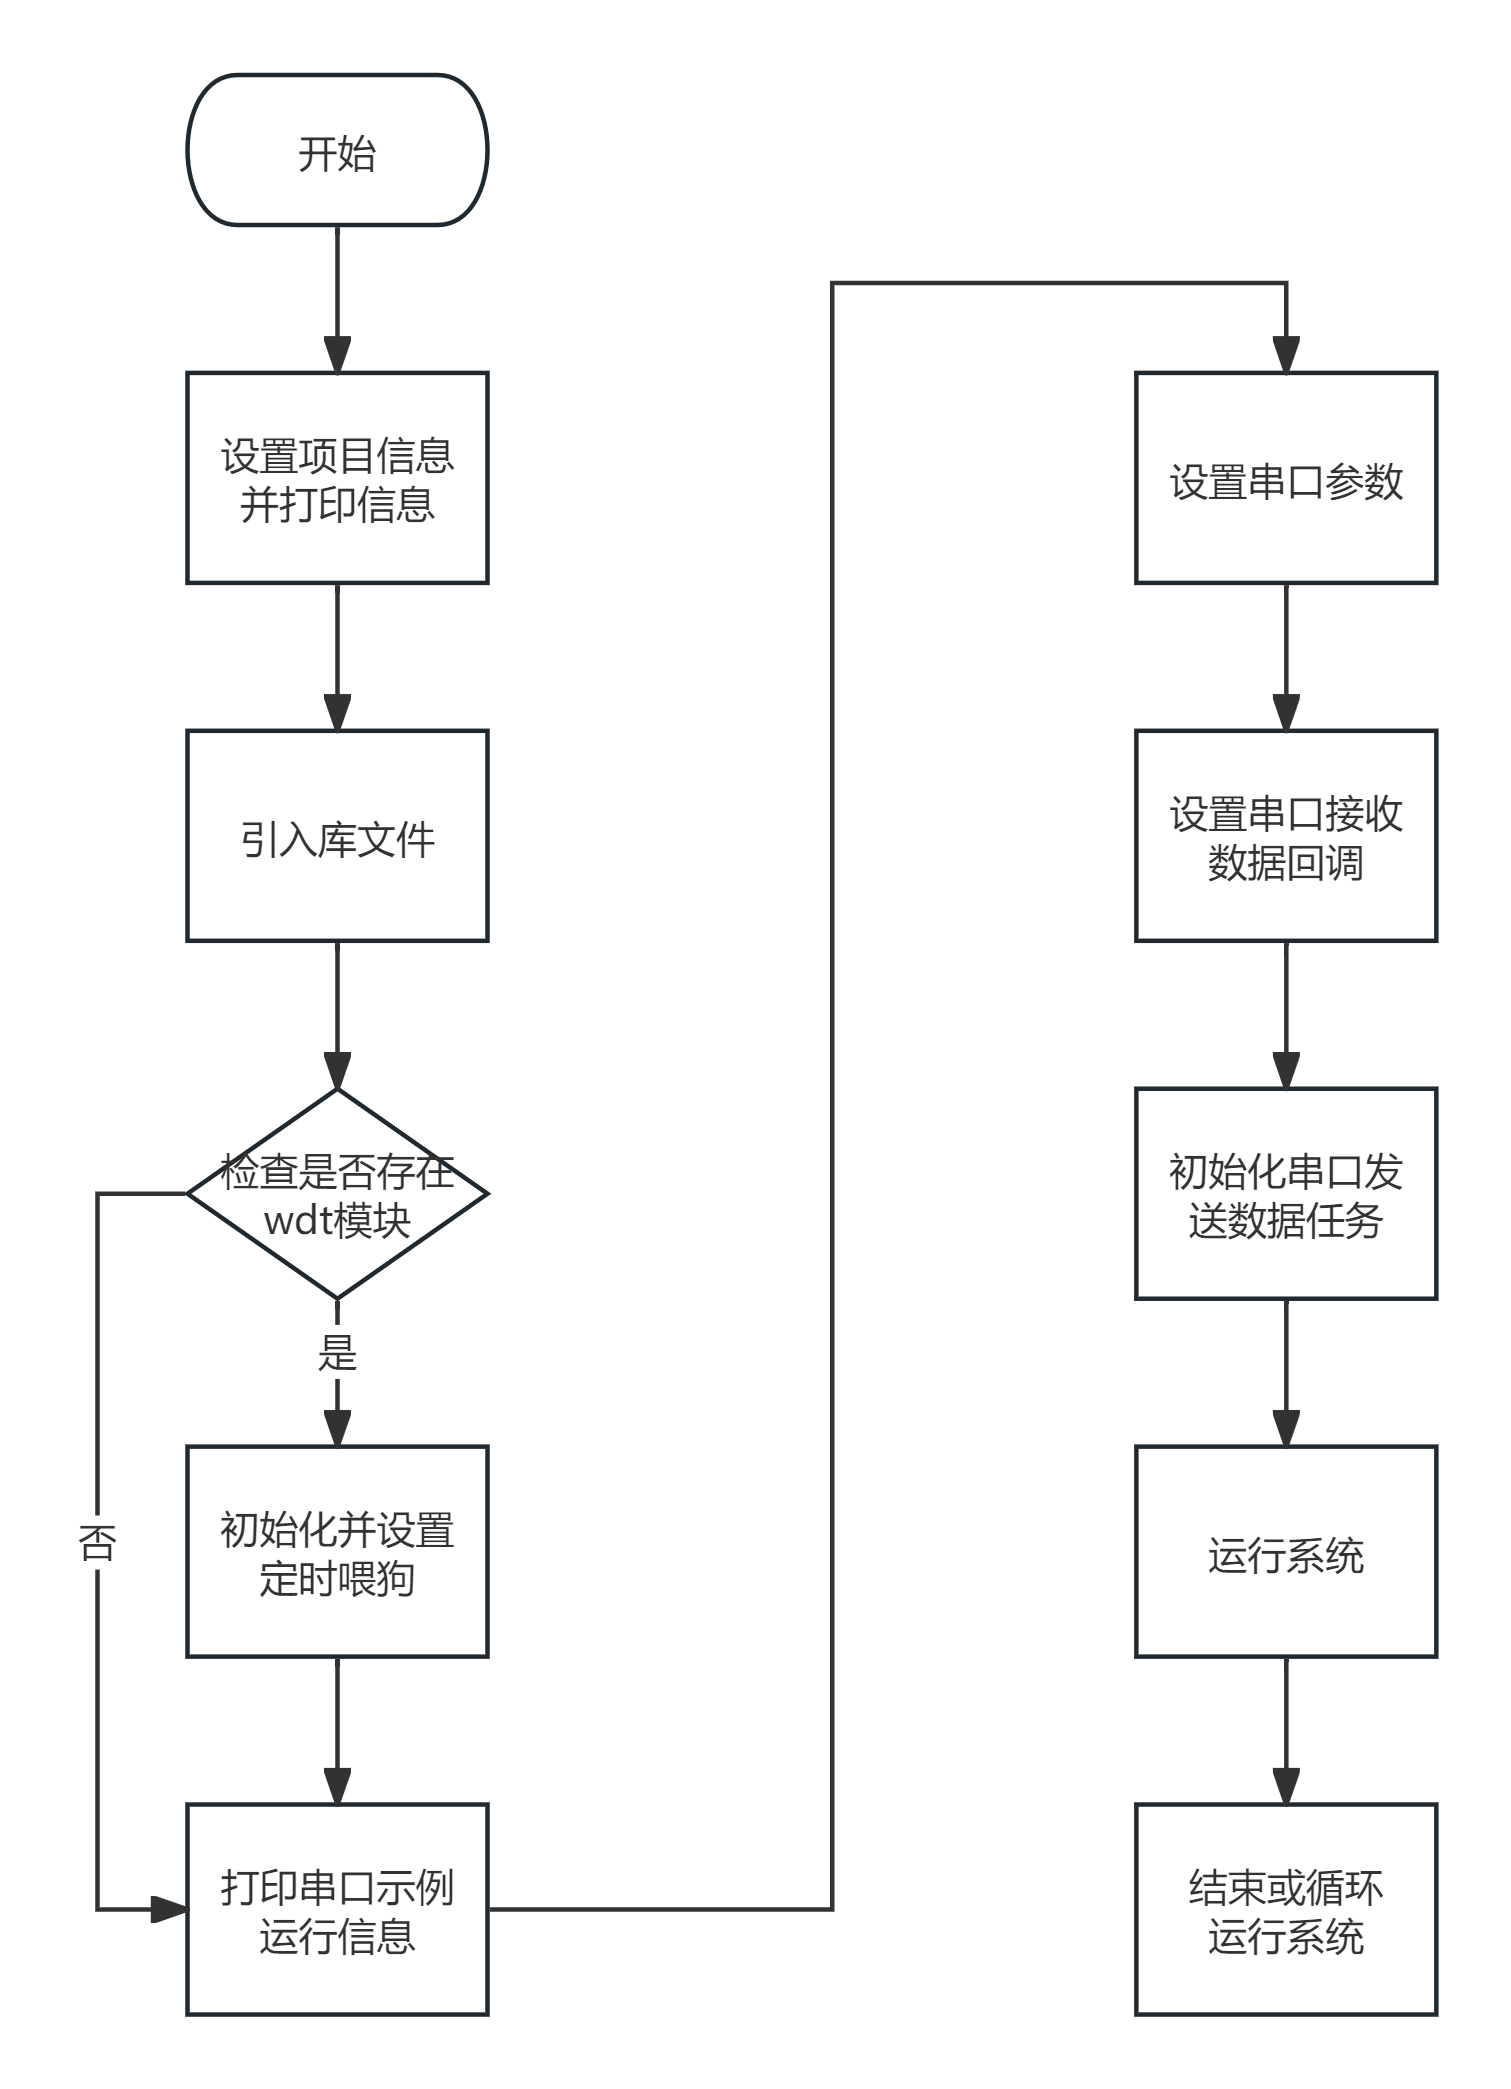 开始
设置项目信息
并打印信息
引入库文件
检查是否存在
wdt模块
是
否
初始化并设置
定时喂狗
打印串口示例
运行信息
设置串口参数
设置串口接收
数据回调
初始化串口发
送数据任务
运行系统
结束或循环
运行系统